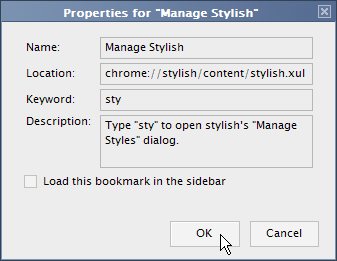 Properties for "Manage Stylish"
Name: Manage Stylish
Location: chrome://stylish/content/stylish.xul
Keyword: sty
Description: Type "sty" to open stylish's "Manage
Styles" dialog.
Load this bookmark in the sidebar
OK Cancel